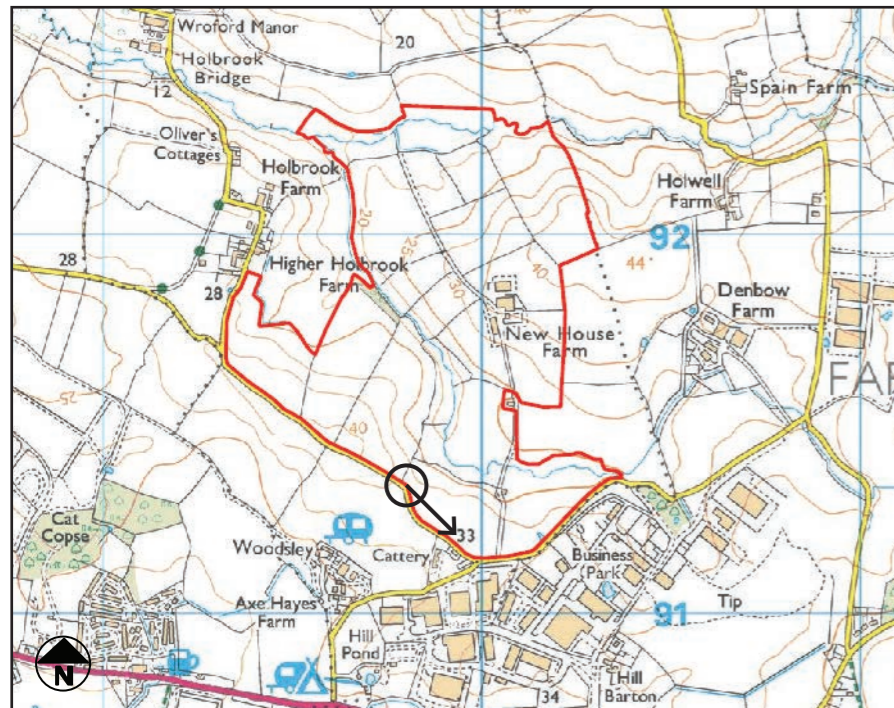 Wroford Manor
20
Holbrook
Bridge
12
Spain Farm
Oliver's
Cottages
Holbrook
Farm
20
Holwell
Farm
92
28
Higher Holbrook
Farm
25
40
44
28
30
Denbow
Farm
New House
Farm
FAR
25
40
Cat
Copse
33
Woodsley
Cattery
Business
Park
Axe Hayes
Farm
Tip
91
Hill
Pond
Hill
Barton
34
N